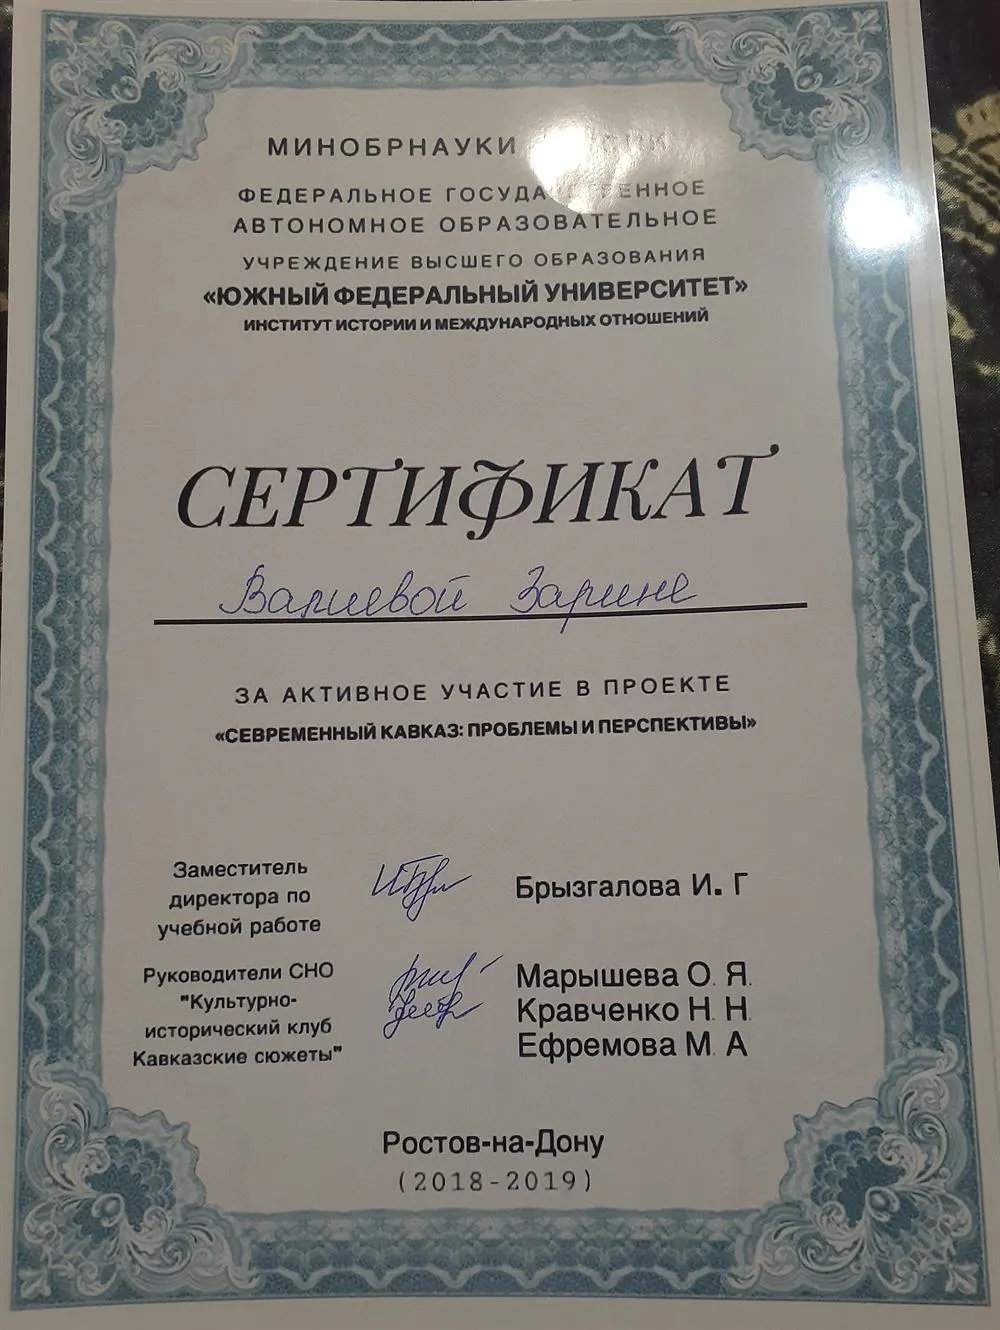 МИНОБРНАУКИ
ФЕДЕРАЛЬНОЕ ГОСУДАРСТВЕННОЕ
АВТОНОМНОЕ ОБРАЗОВАТЕЛЬНОЕ
УЧРЕЖДЕНИЕ ВЫСШЕГО ОБРАЗОВАНИЯ
«ЮЖНЫЙ ФЕДЕРАЛЬНЫЙ УНИВЕРСИТЕТ»
ИНСТИТУТ ИСТОРИИ И МЕЖДУНАРОДНЫХ ОТНОШЕНИЙ
СЕРТИФИКАТ
Валиевой Зарине
ЗА АКТИВНОЕ УЧАСТИЕ В ПРОЕКТЕ
«СЕВРЕМЕННЫЙ КАВКАЗ: ПРОБЛЕМЫ И ПЕРСПЕКТИВЫ»
Заместитель
директора по
учебной работе
Брызгалова И. Г
Руководители СНО
"Культурно-
исторический клуб
Кавказские сюжеты"
Марышева О. Я.
Кравченко Н. Н.
Ефремова М. А
Ростов-на-Дону
(2018-2019)